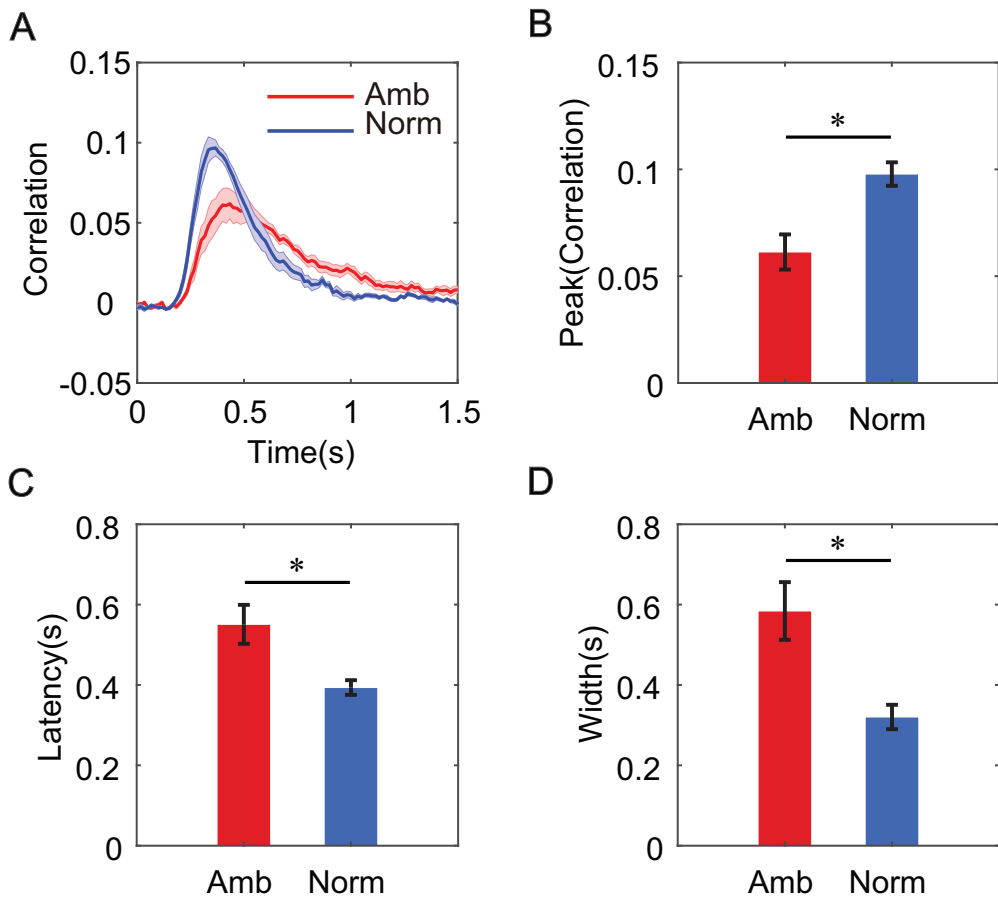 A
0.15
0.1
0.05
0
-0.05
Correlation
Amb
Norm
0
0.5
1
1.5
Time(s)
B
0.15
0.1
0.05
0
Peak(Correlation)
*
Amb
Norm
C
0.8
0.6
0.4
0.2
0
Latency(s)
*
Amb
Norm
D
0.8
0.6
0.4
0.2
0
Width(s)
*
Amb
Norm